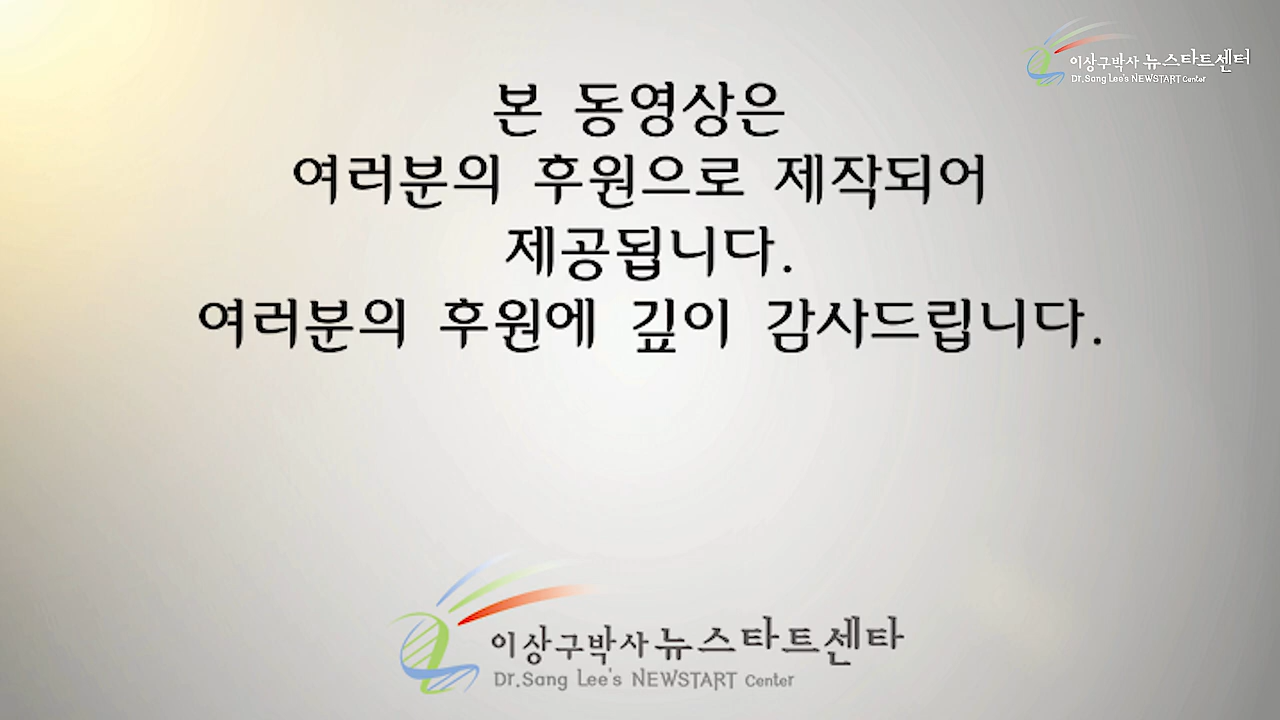 이상구박사 뉴스타트센터
Dr.Sang Lee's NEWSTART Center
본 동영상은
여러분의 후원으로 제작되어
제공됩니다.
여러분의 후원에 깊이 감사드립니다.
이상구박사 뉴스타트센타
Dr.Sang Lee's NEWSTART Center